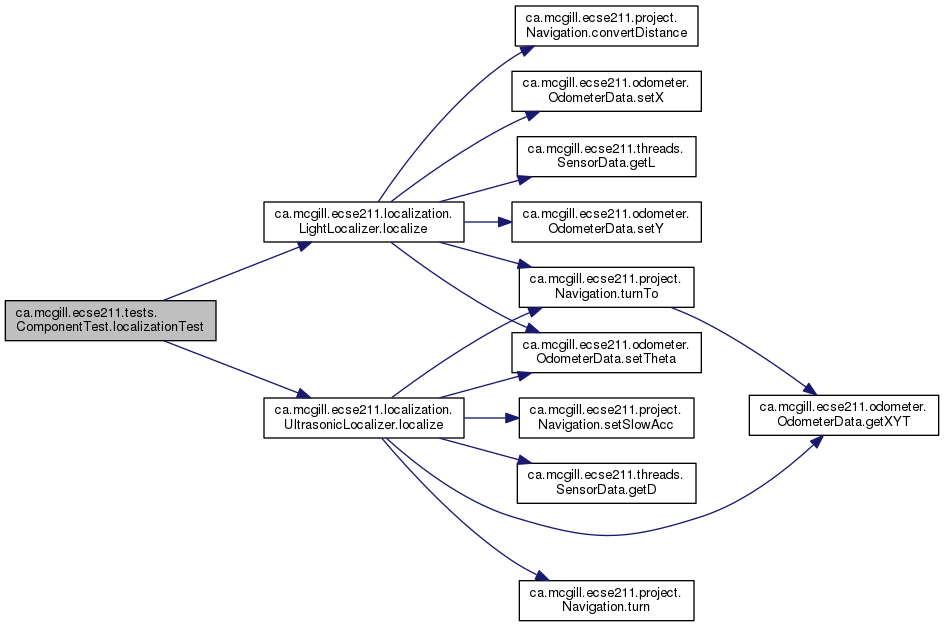 ca.mcgill.ecse211.project.
Navigation.convertDistance
ca.mcgill.ecse211.odometer.
OdometerData.setX
ca.mcgill.ecse211.threads.
SensorData.getL
ca.mcgill.ecse211.localization.
LightLocalizer.localize
ca.mcgill.ecse211.odometer.
OdometerData.setY
ca.mcgill.ecse211.project.
Navigation.turnTo
ca.mcgill.ecse211.tests.
ComponentTest.localizationTest
ca.mcgill.ecse211.odometer.
OdometerData.setTheta
ca.mcgill.ecse211.localization.
UltrasonicLocalizer.localize
ca.mcgill.ecse211.project.
Navigation.setSlowAcc
ca.mcgill.ecse211.odometer.
OdometerData.getXYT
ca.mcgill.ecse211.threads.
SensorData.getD
ca.mcgill.ecse211.project.
Navigation.turn